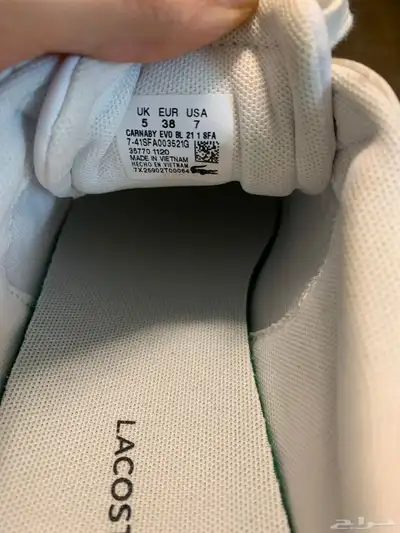 UK EUR USA
5 38 7
CARNABY EVO BL 21 1 SFA
7-41SFA003521G
35770 1120
MADE IN VIETNAM
HECHO EN VIETNAM
7X25902T00064
LACOST
حراج